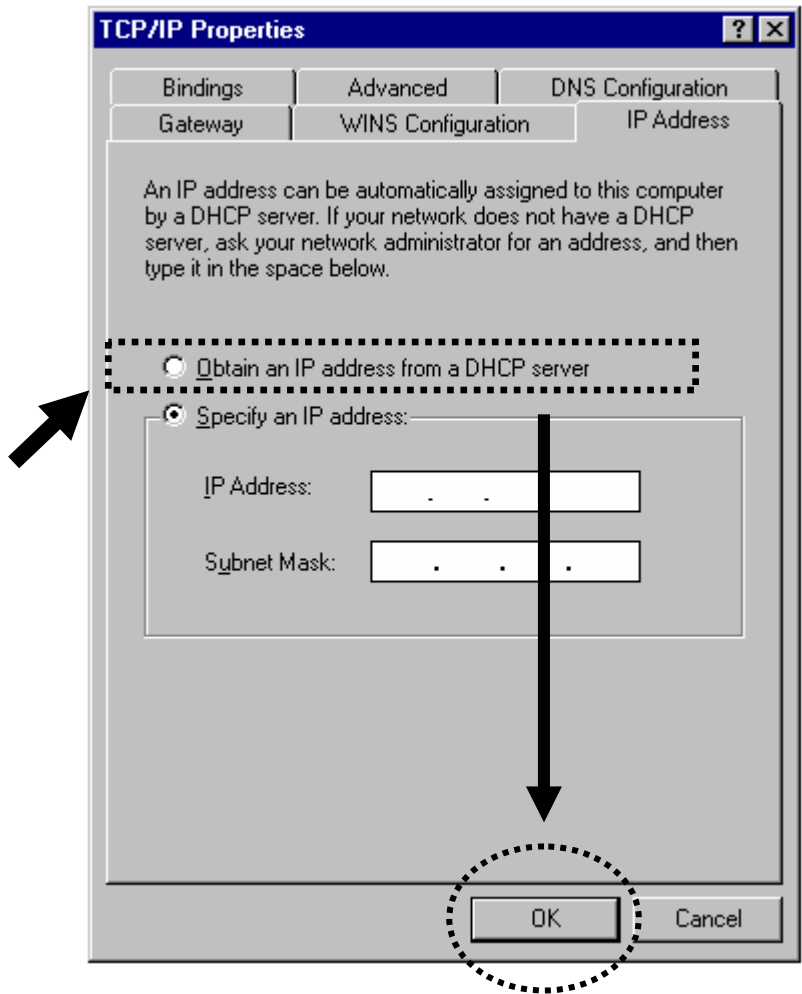 TCP/IP Properties
Bindings Advanced DNS Configuration
Gateway WINS Configuration IP Address
An IP address can be automatically assigned to this computer
by a DHCP server. If your network does not have a DHCP
server, ask your network administrator for an address, and then
type it in the space below.
Obtain an IP address from a DHCP server
Specify an IP address:
IP Address: . .
Subnet Mask: . . .
OK Cancel